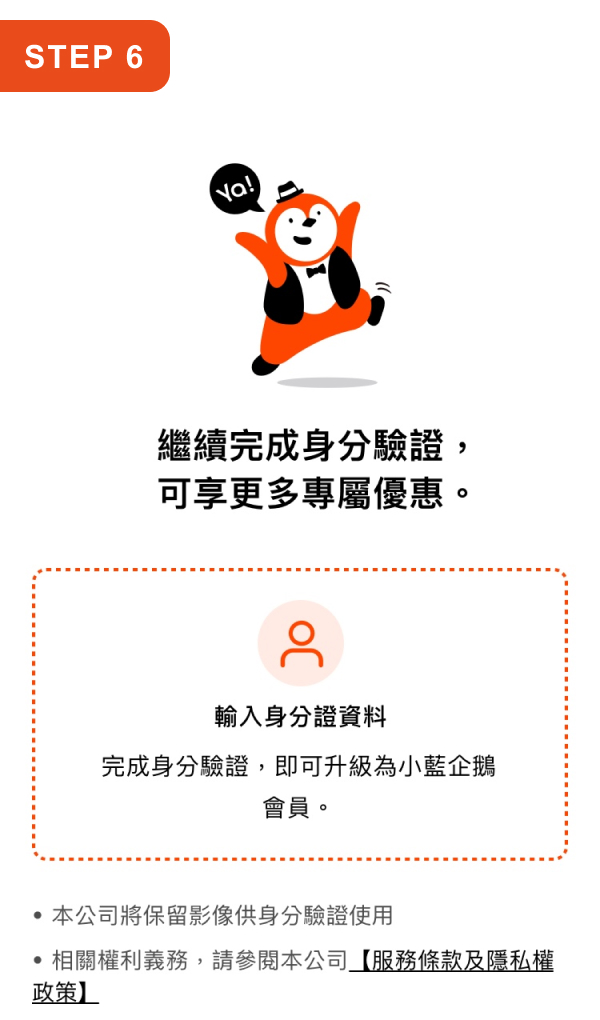 STEP 6
Ya!
繼續完成身分驗證，
可享更多專屬優惠。
輸入身分證資料
完成身分驗證，即可升級為小藍企鵝
會員。
• 本公司將保留影像供身分驗證使用
• 相關權利義務，請參閱本公司【服務條款及隱私權
政策】